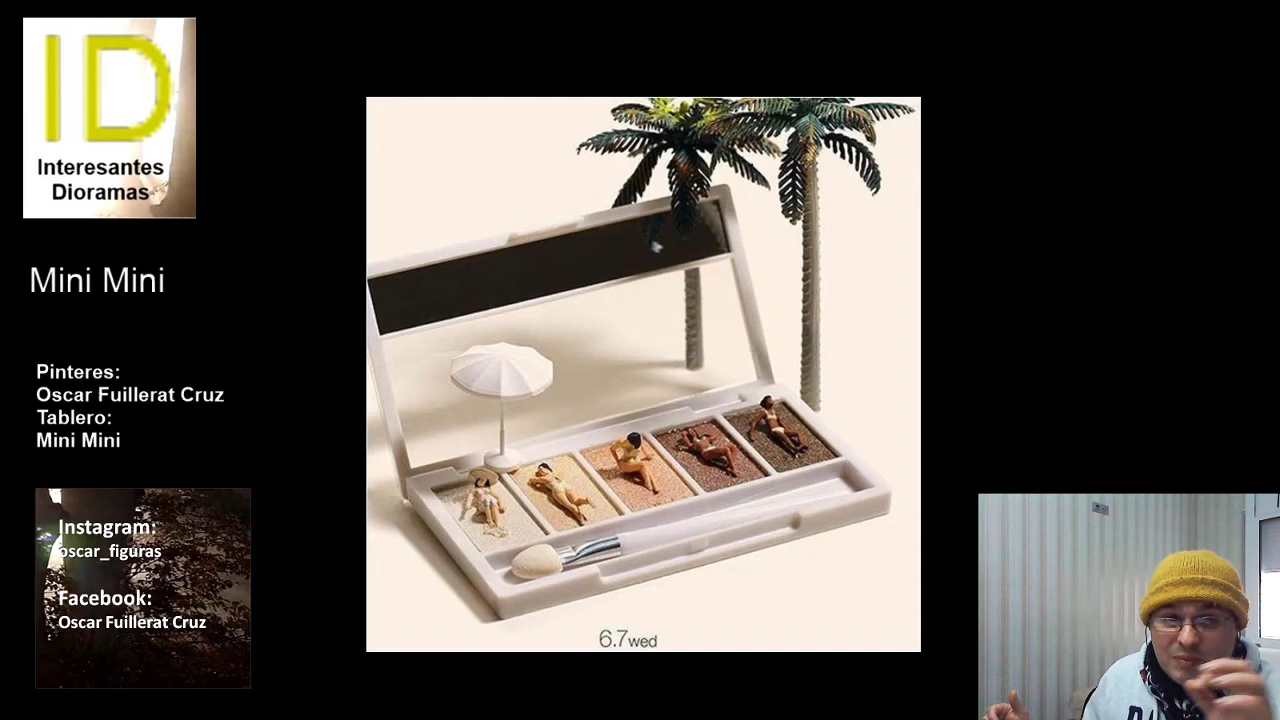 ID
Interesantes
Dioramas
Mini Mini
Pinteres:
Oscar Fuillerat Cruz
Tablero:
Mini Mini
Instagram:
oscar_figuras
Facebook:
Oscar Fuillerat Cruz
6.7wed